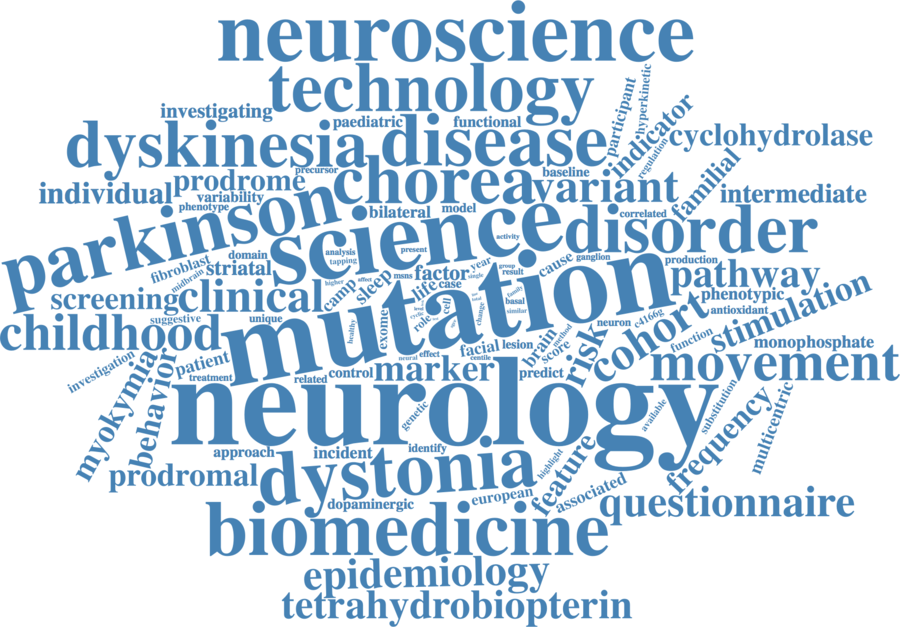 neuroscience
technology
investigating
paediatric
functional
participant
hyperkinetic
indicator
regulation
cyclohydrolase
dyskinesia
disease
precursor
prodrome
individual
variability
phenotype
chorea
baseline
variant
familial
intermediate
parkinson
bilateral
model
science
activity
correlated
disorder
fibroblast
midbrain
domain
striatal
analysis
tapping
present
higher
effect
msns
factor
year
group
single
result
cause
ganglion
production
pathway
screening
clinical
camp
sleep
life
case
basal
family
similar
mutation
phenotypic
antioxidant
childhood
suggestive
unique
healthy
exome
role
cell
change
neuron
c4166g
cohort
stimulation
function
monophosphate
investigation
myokymia
behavior
patient
treatment
related
control
neural
effect
marker
facial
centile
lesion
brain
score
method
predict
risk
movement
neurology
genetic
available
substitution
frequency
multicentric
approach
incident
identify
prodromal
dystonia
highlight
feature
associated
dopaminergic
european
questionnaire
biomedicine
epidemiology
tetrahydrobiopterin